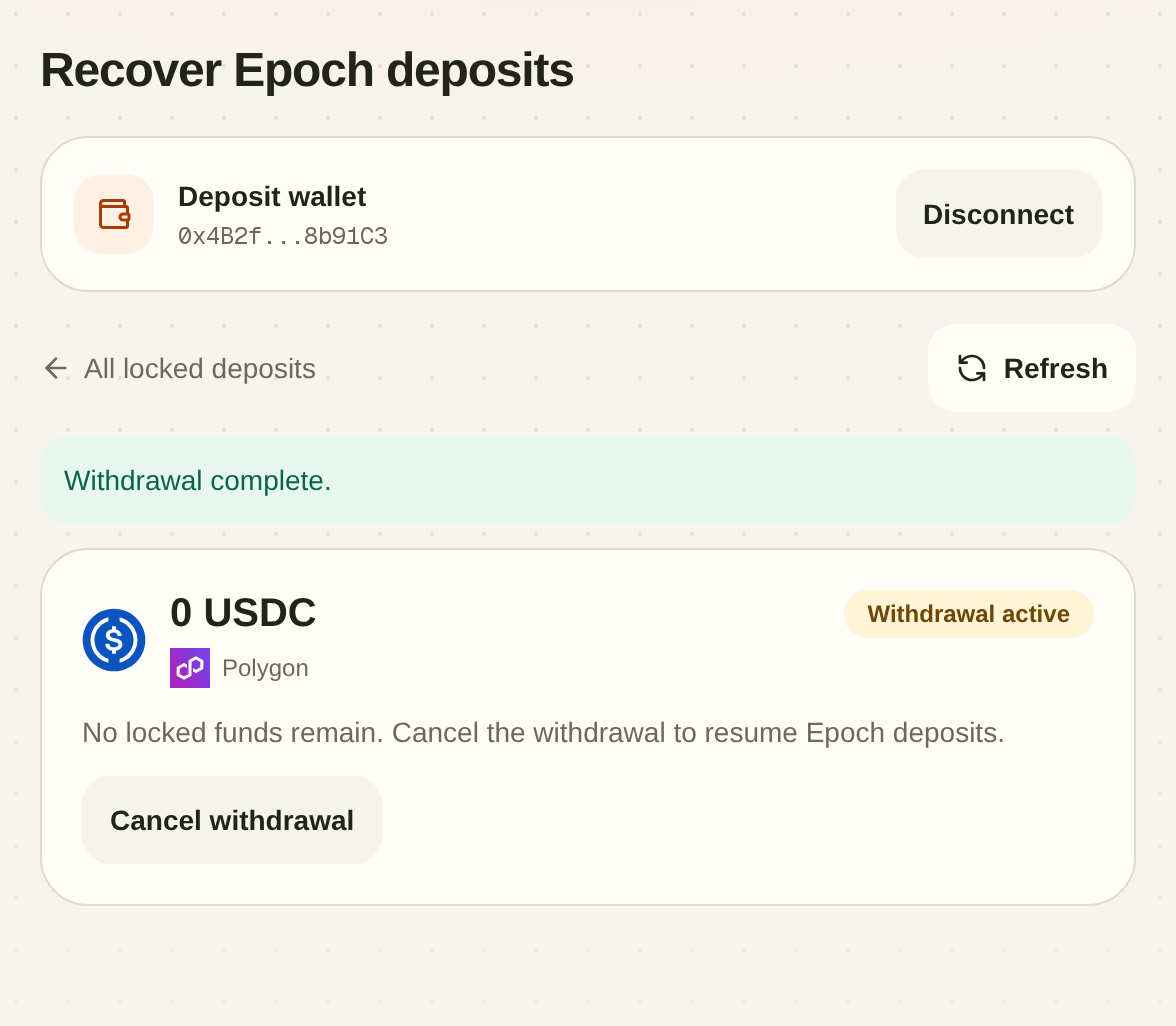 Recover Epoch deposits
Deposit wallet
0x4B2f...8b91C3
Disconnect
All locked deposits
Refresh
Withdrawal complete.
0 USDC
Withdrawal active
Polygon
No locked funds remain. Cancel the withdrawal to resume Epoch deposits.
Cancel withdrawal